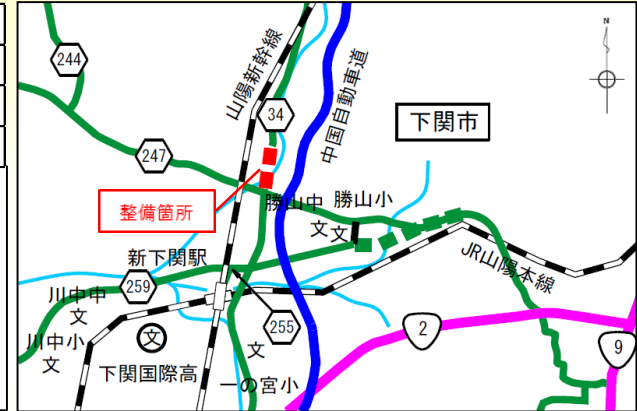 N
244
山陽新幹線
34
中国自動車道
下関市
247
整備箇所
勝山中
勝山小
文
文
新下関駅
JR山陽本線
259
川中中
文
255
2
川中小
文
文
下関国際高
文
一の宮小
9